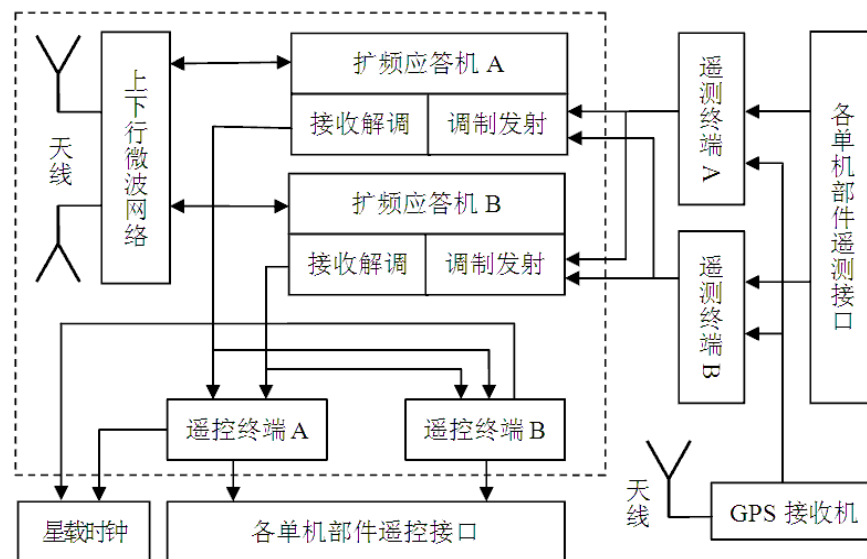 天线
上下行微波网络
扩频应答机 A
接收解调
调制发射
扩频应答机 B
接收解调
调制发射
遥测终端 A
遥测终端 B
各单机部件遥测接口
遥控终端 A
遥控终端 B
星载时钟
各单机部件遥控接口
天线
GPS 接收机